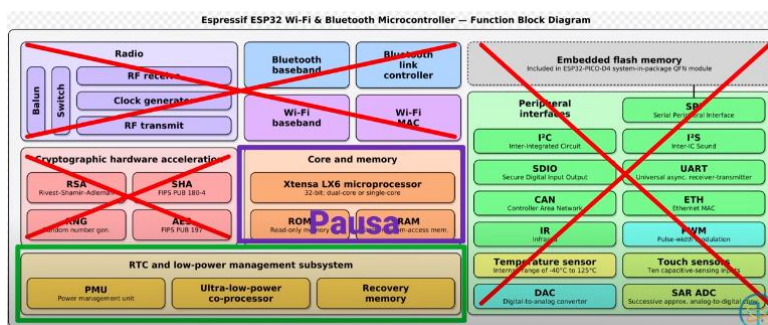 Espressif ESP32 Wi-Fi & Bluetooth Microcontroller — Function Block Diagram
Radio
Balun
Switch
RF receive
Clock generator
RF transmit
Bluetooth
baseband
Bluetooth
link
controller
Wi-Fi
baseband
Wi-Fi
MAC
Cryptographic hardware acceleration
RSA
Rivest-Shamir-Adleman
SHA
FIPS PUB 180-4
RNG
Random number gen.
AES
FIPS PUB 197
Core and memory
Xtensa LX6 microprocessor
32-bit; dual-core or single-core
ROM
Read-only memory
SRAM
Pausa
RTC and low-power management subsystem
PMU
Power management unit
Ultra-low-power
co-processor
Recovery
memory
Embedded flash memory
Included in ESP32-PICO-D4 system-in-package QFN module
Peripheral
interfaces
SPI
Serial Peripheral Interface
I²C
Inter-Integrated Circuit
I²S
Inter-IC Sound
SDIO
Secure Digital Input Output
UART
Universal async. receiver-transmitter
CAN
Controller Area Network
ETH
Ethernet MAC
IR
Infrared
PWM
Pulse-width modulation
Temperature sensor
Internal range of -40°C to 125°C
Touch sensors
Ten capacitive-sensing inputs
DAC
Digital-to-analog converter
SAR ADC
Successive approx. analog-to-digital